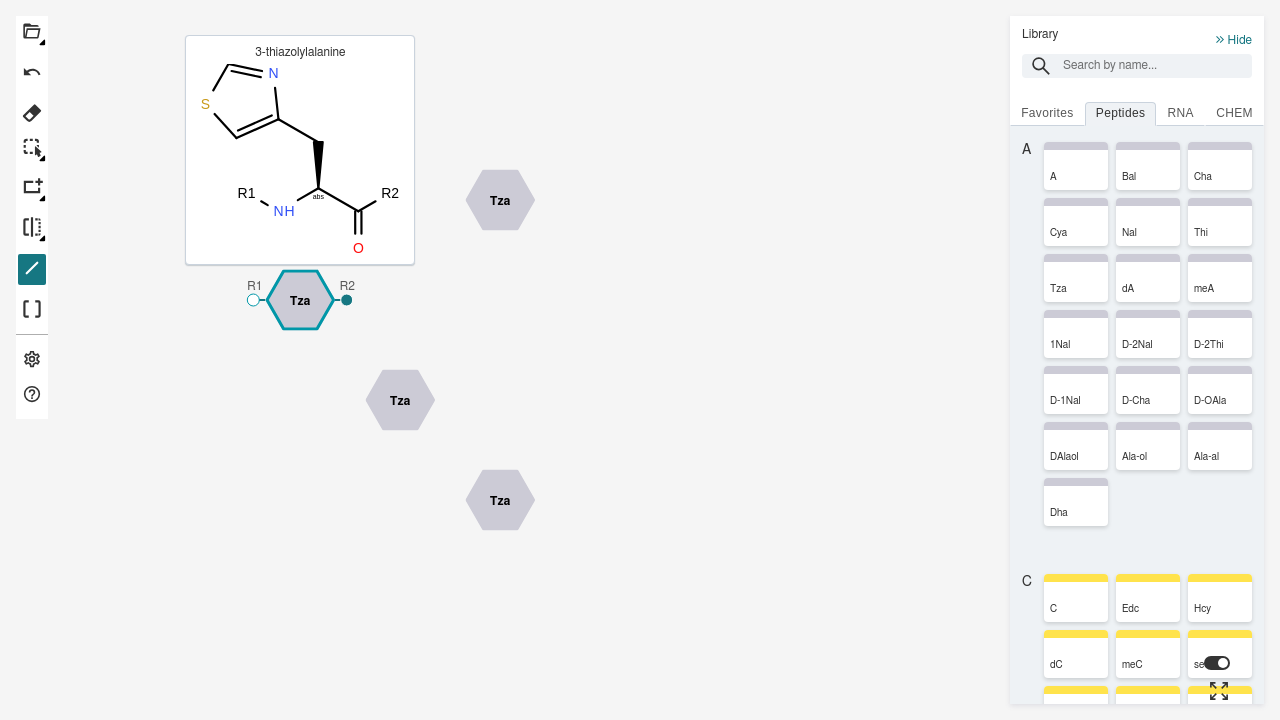 3-thiazolylalanine
N
S
R1
NH
abs
R2
O
R1
R2
Tza
Tza
Tza
Tza
Library
Hide
Search by name...
Favorites
Peptides
RNA
CHEM
A
A
Bal
Cha
Cya
Nal
Thi
Tza
dA
meA
1Nal
D-2Nal
D-2Thi
D-1Nal
D-Cha
D-OAla
DAlaol
Ala-ol
Ala-al
Dha
C
C
Edc
Hcy
dC
meC